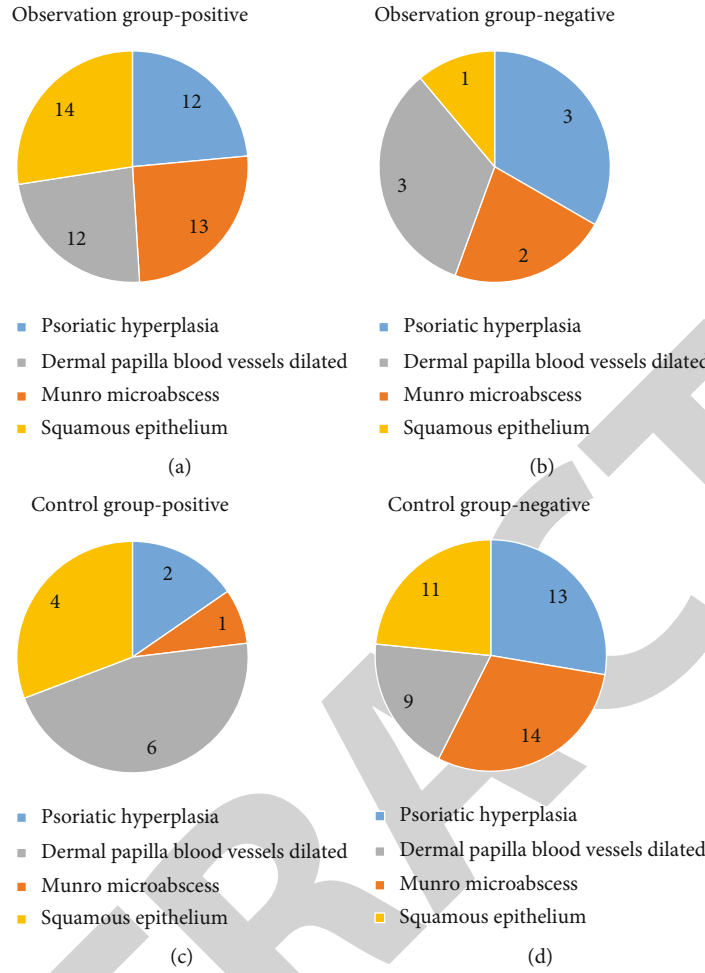 Observation group-positive
12
13
12
14
Psoriatic hyperplasia
Dermal papilla blood vessels dilated
Munro microabscess
Squamous epithelium
(a)
Observation group-negative
3
2
3
1
Psoriatic hyperplasia
Dermal papilla blood vessels dilated
Munro microabscess
Squamous epithelium
(b)
Control group-positive
2
1
6
4
Psoriatic hyperplasia
Dermal papilla blood vessels dilated
Munro microabscess
Squamous epithelium
(c)
Control group-negative
13
14
9
11
Psoriatic hyperplasia
Dermal papilla blood vessels dilated
Munro microabscess
Squamous epithelium
(d)